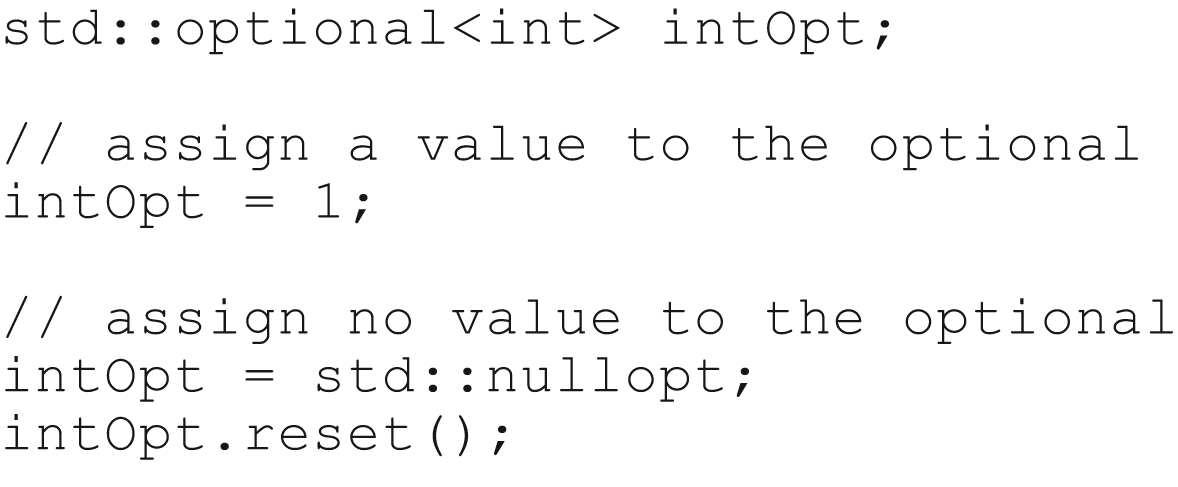 std::optional<int> intOpt;
// assign a value to the optional
intOpt = 1;
// assign no value to the optional
intOpt = std::nullopt;
intOpt.reset();